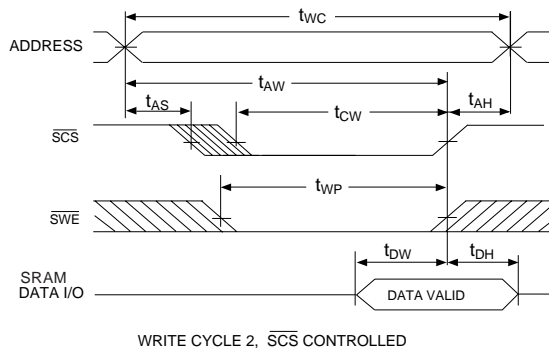 tWC
ADDRESS
tAW
tAS
tCW
tAH
SCS
tWP
SWE
tDW
tDH
SRAM
DATA I/O
DATA VALID
WRITE CYCLE 2, SCS CONTROLLED